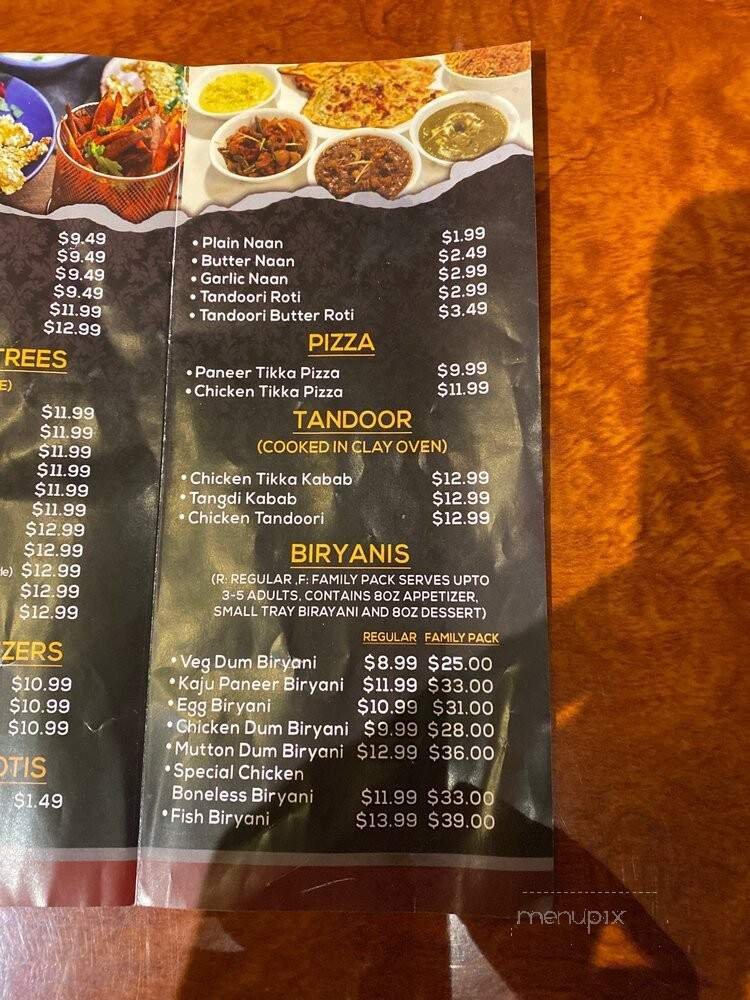 $9.49
$9.49
$9.49
$9.49
$11.99
$12.99
TREES
E)
$11.99
$11.99
$11.99
$11.99
$11.99
$11.99
$12.99
$12.99
le) $12.99
$12.99
$12.99
ZERS
$10.99
$10.99
$10.99
OTIS
$1.49
• Plain Naan $1.99
• Butter Naan $2.49
• Garlic Naan $2.99
• Tandoori Roti $2.99
• Tandoori Butter Roti $3.49
PIZZA
• Paneer Tikka Pizza $9.99
• Chicken Tikka Pizza $11.99
TANDOOR
(COOKED IN CLAY OVEN)
• Chicken Tikka Kabab $12.99
• Tangdi Kabab $12.99
• Chicken Tandoori $12.99
BIRYANIS
(R: REGULAR ,F: FAMILY PACK SERVES UPTO
3-5 ADULTS, CONTAINS 8OZ APPETIZER,
SMALL TRAY BIRAYANI AND 8OZ DESSERT)
REGULAR FAMILY PACK
• Veg Dum Biryani $8.99 $25.00
• Kaju Paneer Biryani $11.99 $33.00
• Egg Biryani $10.99 $31.00
• Chicken Dum Biryani $9.99 $28.00
• Mutton Dum Biryani $12.99 $36.00
• Special Chicken
Boneless Biryani $11.99 $33.00
• Fish Biryani $13.99 $39.00
menupix